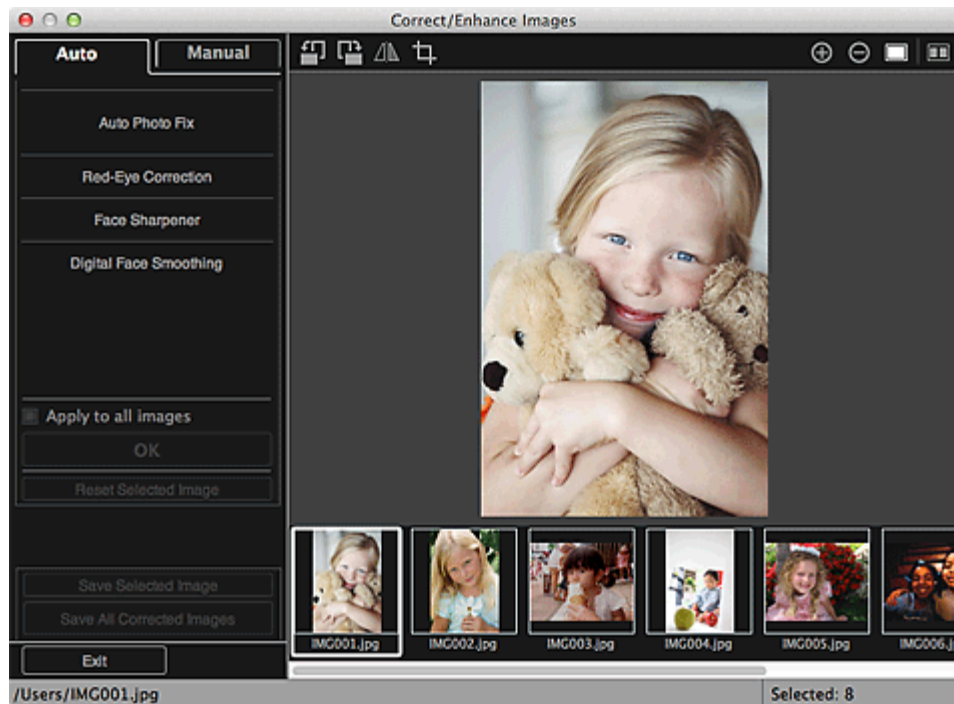 Correct/Enhance Images
Auto Manual
Auto Photo Fix
Red-Eye Correction
Face Sharpener
Digital Face Smoothing
Apply to all images
OK
Reset Selected Image
Save Selected Image
Save All Corrected Images
Exit
IMG001.jpg IMG002.jpg IMG003.jpg IMG004.jpg IMG005.jpg IMG006.j
/Users/IMG001.jpg Selected: 8